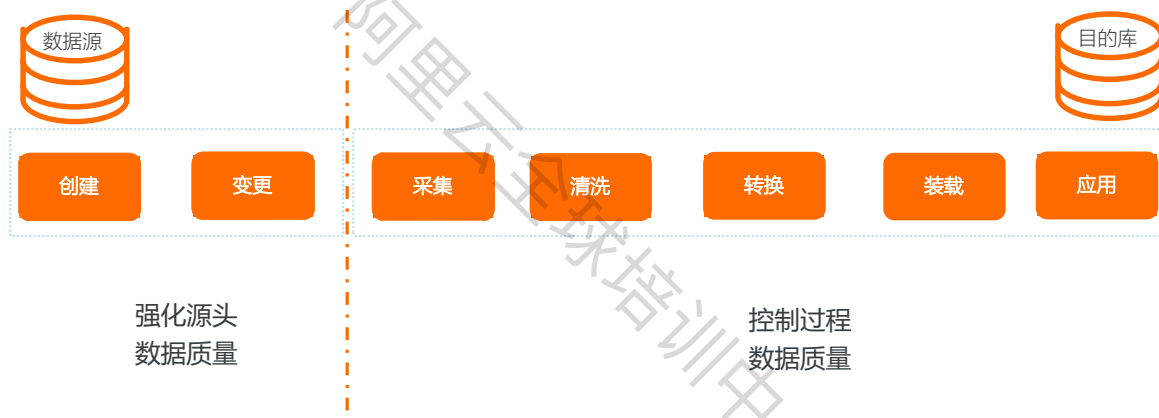 数据源
目的库
创建
变更
采集
清洗
转换
装载
应用
强化源头
数据质量
控制过程
数据质量
阿里云全球培训中